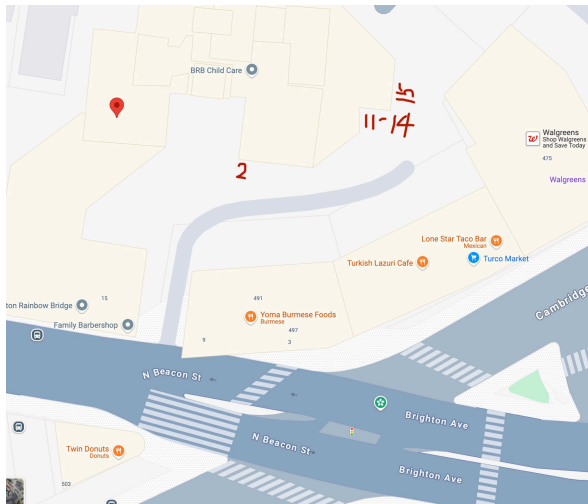 BRB Child Care
15
11-14
Walgreens
Shop Walgreens
and Save Today
475
Walgreens
2
Lone Star Taco Bar
Mexican
Turco Market
Turkish Lazuri Cafe
15
491
ton Rainbow Bridge
Yoma Burmese Foods
Burmese
Family Barbershop
497
9
3
Cambridge
N Beacon St
Brighton Ave
N Beacon St
Twin Donuts
Donuts
Brighton Ave
503